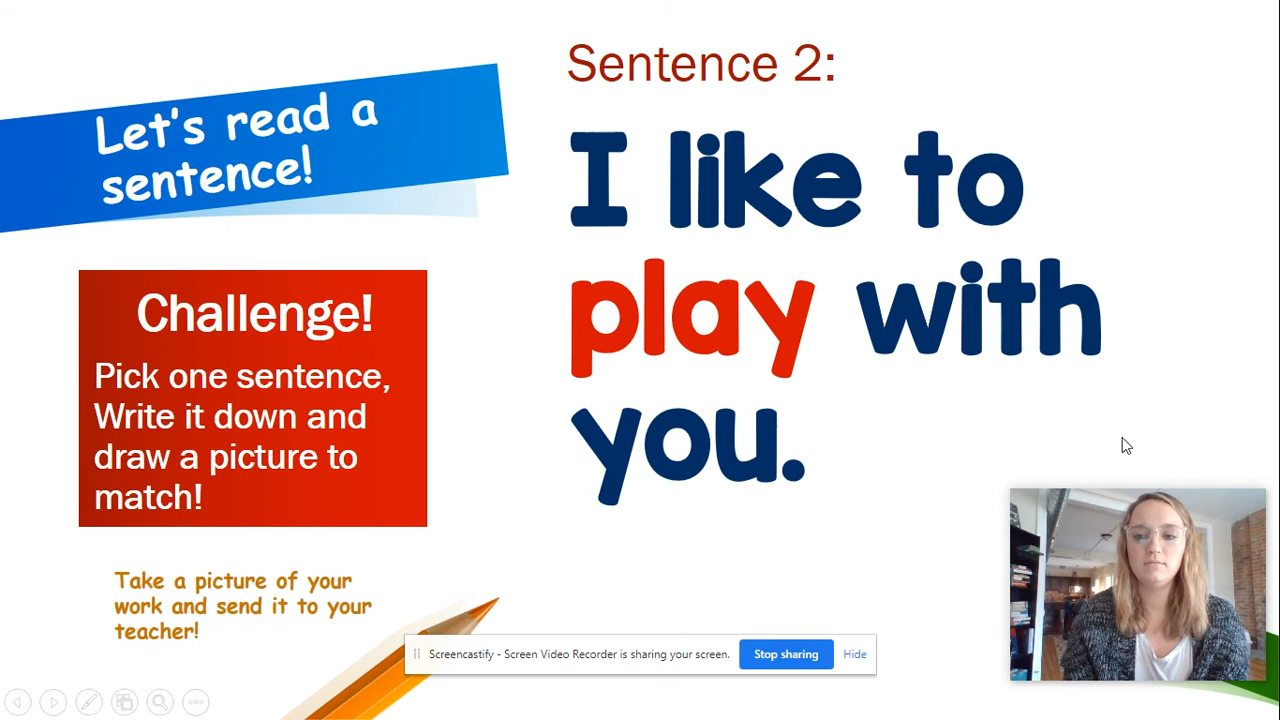 Let's read a
sentence!
Sentence 2:
I like to
play with
you.
Challenge!
Pick one sentence,
Write it down and
draw a picture to
match!
Take a picture of your
work and send it to your
teacher!
Screencastify - Screen Video Recorder is sharing your screen.
Stop sharing
Hide